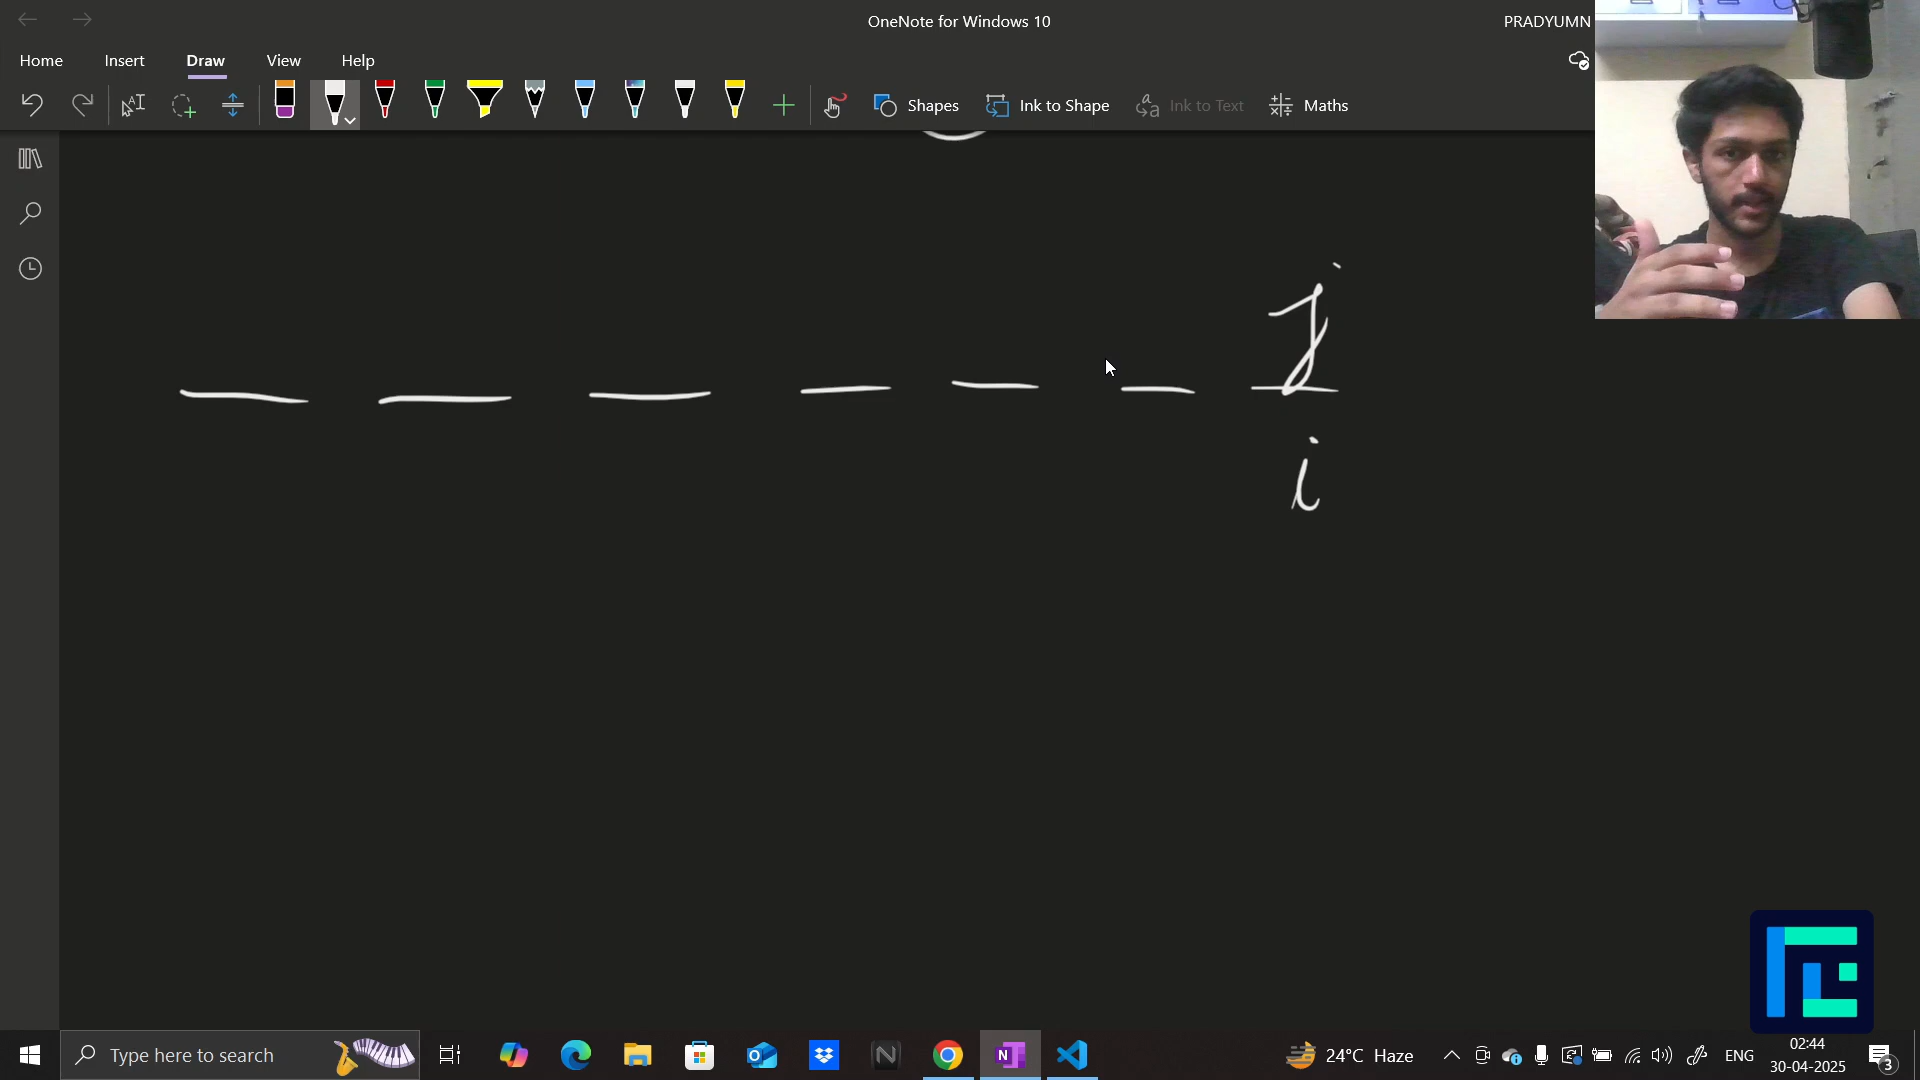 OneNote for Windows 10
PRADYUMN
Home Insert Draw View Help
Shapes Ink to Shape Ink to Text Maths
j
i
Type here to search
24°C Haze
ENG
02:44
30-04-2025
3